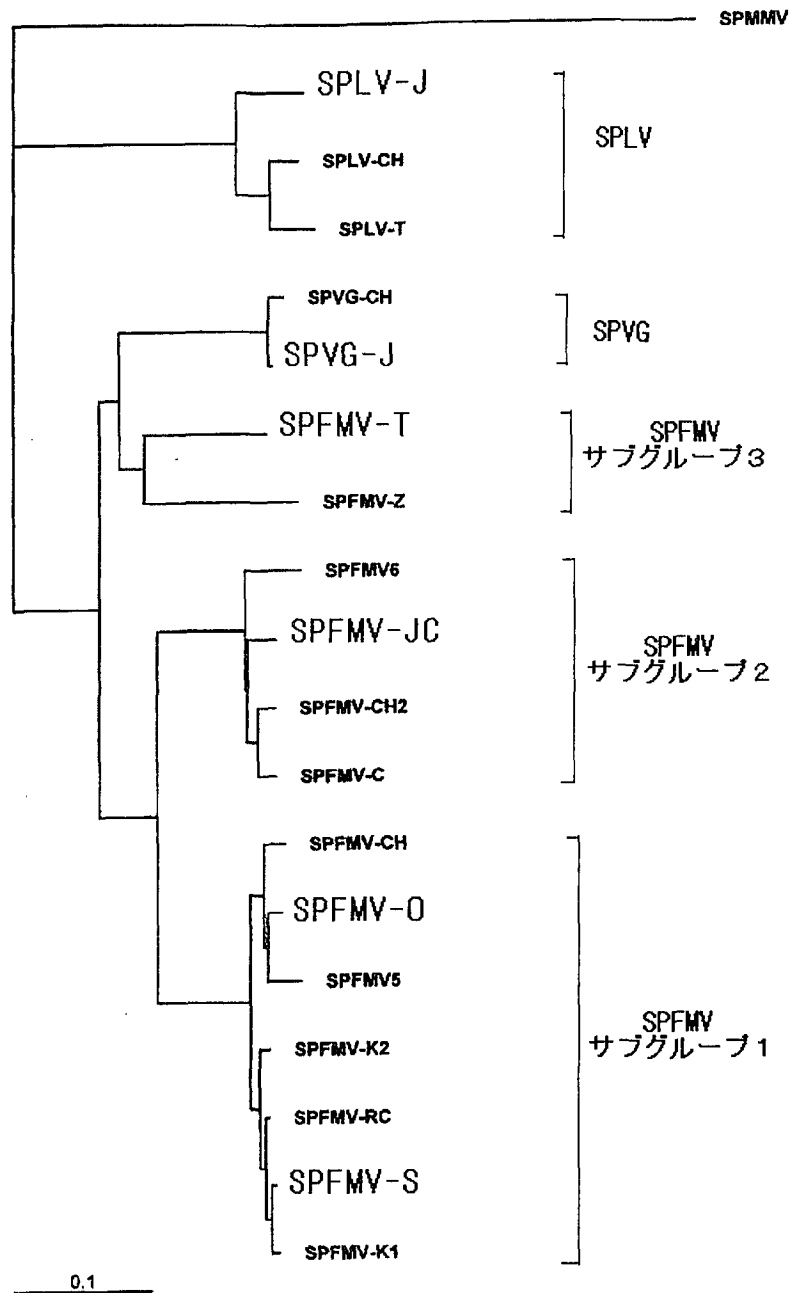 SPMMV
SPLV-J
SPLV
SPLV-CH
SPLV-T
SPVG-CH
SPVG
SPVG-J
SPFMV-T
SPFMV
サブグループ3
SPFMV-Z
SPFMV6
SPFMV-JC
SPFMV
サブグループ2
SPFMV-CH2
SPFMV-C
SPFMV-CH
SPFMV-O
SPFMV5
SPFMV
サブグループ1
SPFMV-K2
SPFMV-RC
SPFMV-S
SPFMV-K1
0.1